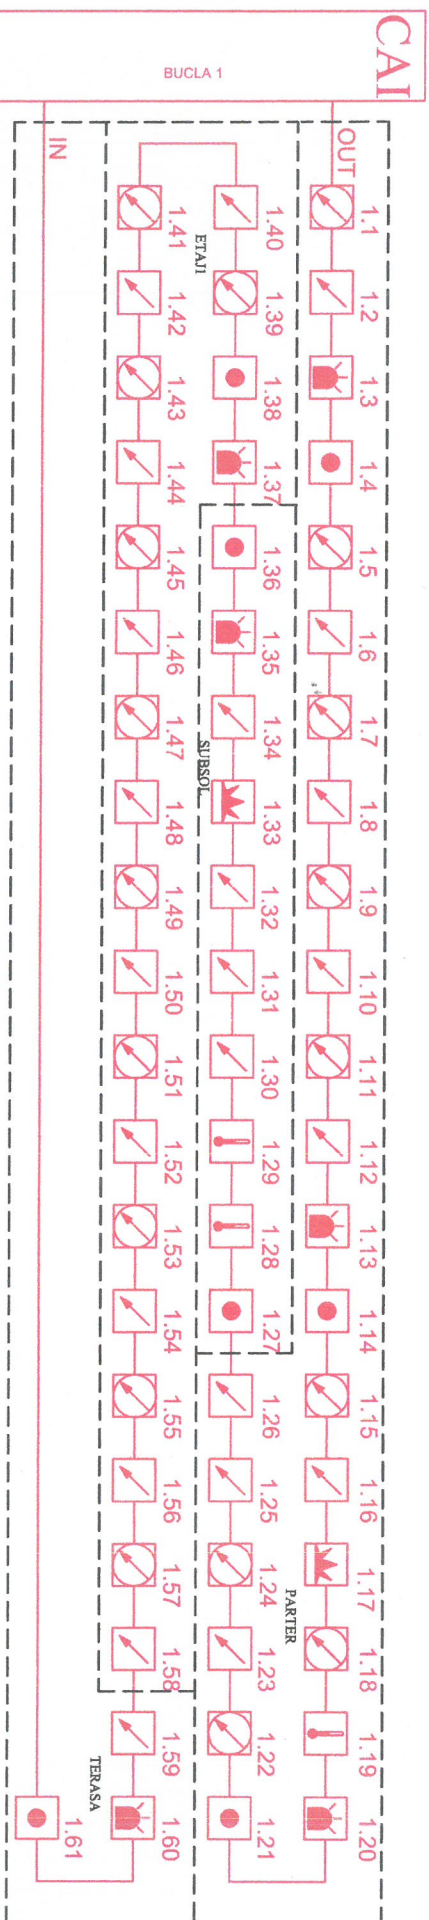 CAI
BUCLA 1
OUT
1.1 1.2 1.3 1.4 1.5 1.6 1.7 1.8 1.9 1.10 1.11 1.12 1.13 1.14 1.15 1.16 1.17 1.18 1.19 1.20
PARTER
1.40 1.39 1.38 1.37 1.36 1.35 1.34 1.33 1.32 1.31 1.30 1.29 1.28 1.27 1.26 1.25 1.24 1.23 1.22 1.21
ETAJ1
SUBSOL
1.41 1.42 1.43 1.44 1.45 1.46 1.47 1.48 1.49 1.50 1.51 1.52 1.53 1.54 1.55 1.56 1.57 1.58 1.59 1.60
TERASA
IN
1.61